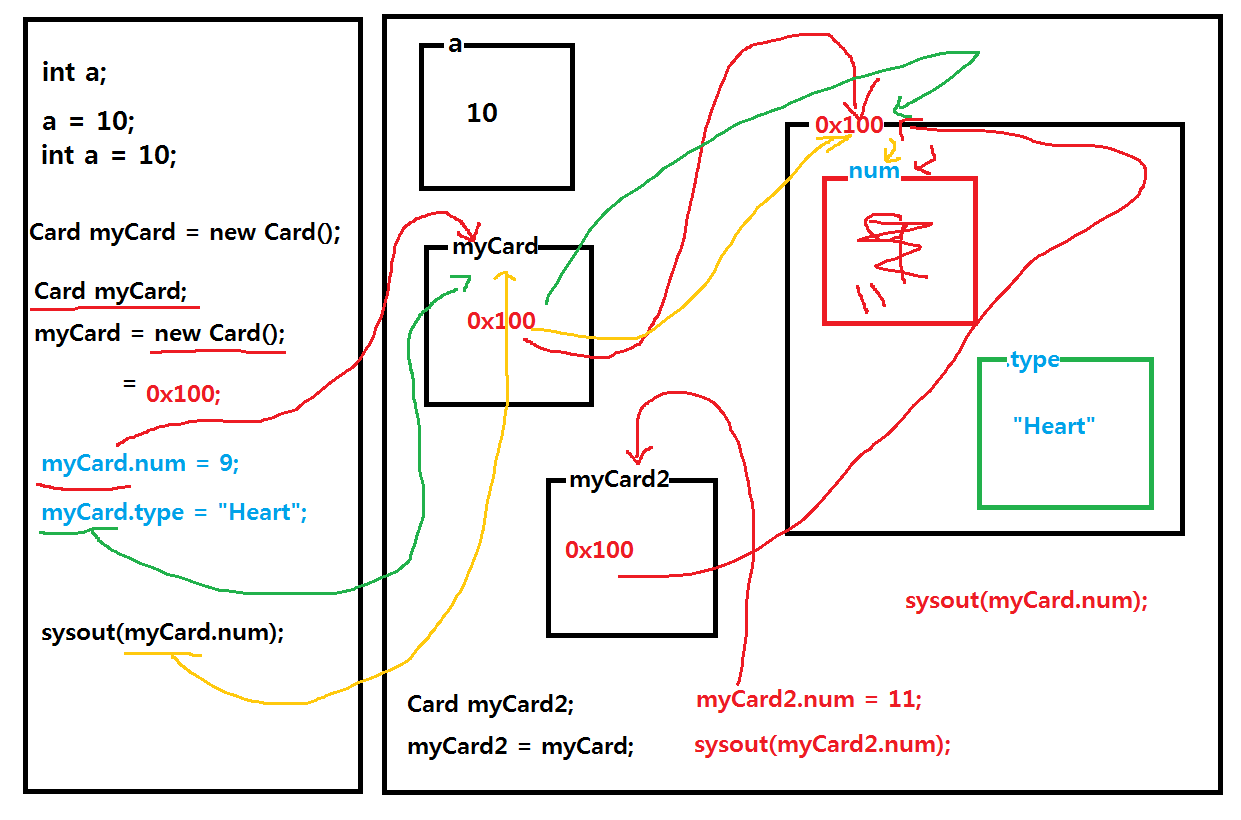 int a;
a = 10;
int a = 10;
Card myCard = new Card();
Card myCard;
myCard = new Card();
= 0x100;
myCard.num = 9;
myCard.type = "Heart";
sysout(myCard.num);
a
10
myCard
0x100
myCard2
0x100
Card myCard2;
myCard2 = myCard;
0x100
num
11
.type
"Heart"
sysout(myCard.num);
myCard2.num = 11;
sysout(myCard2.num);